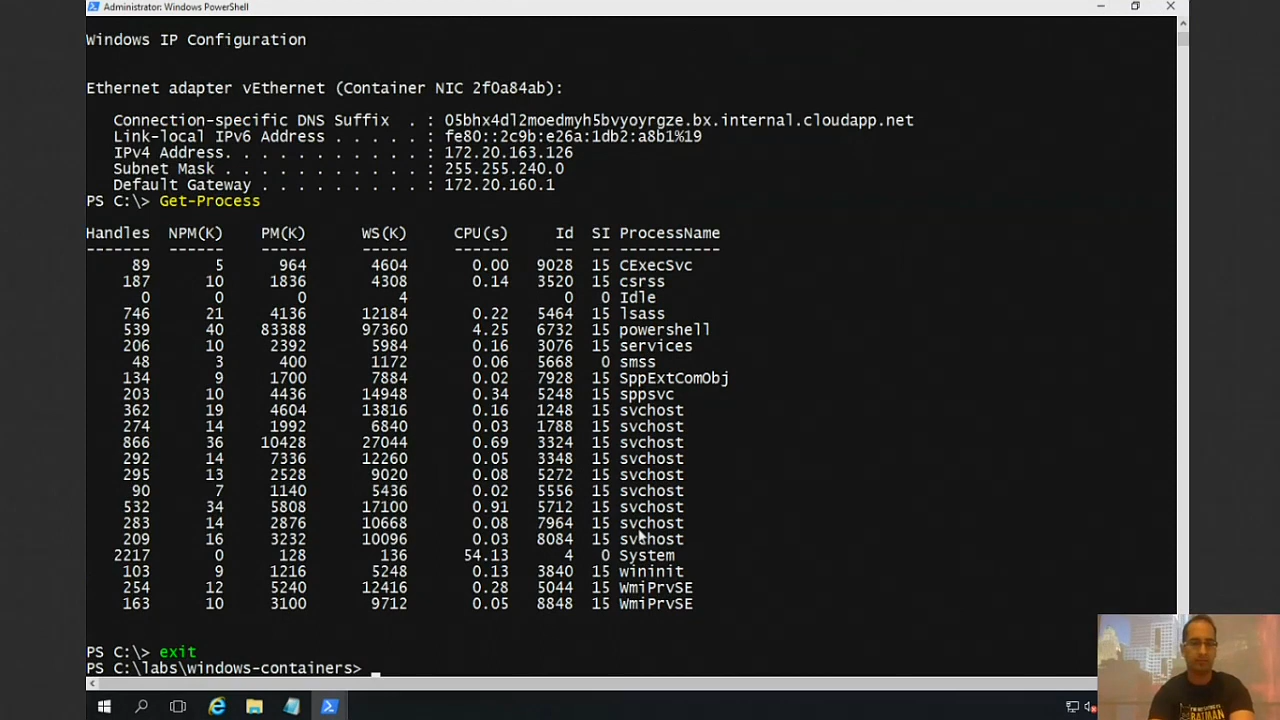 Administrator: Windows PowerShell
Windows IP Configuration
Ethernet adapter vEthernet (Container NIC 2f0a84ab):
Connection-specific DNS Suffix . : 05bhx4dl2moedmyh5bvyoyrgze.bx.internal.cloudapp.net
Link-local IPv6 Address . . . . . : fe80::2c9b:e26a:1db2:a8b1%19
IPv4 Address. . . . . . . . . . . : 172.20.163.126
Subnet Mask . . . . . . . . . . . : 255.255.240.0
Default Gateway . . . . . . . . . : 172.20.160.1
PS C:\> Get-Process
Handles NPM(K) PM(K) WS(K) CPU(s) Id SI ProcessName
------- ------ ----- ----- ------ -- -- -----------
89 5 964 4604 0.00 9028 15 CExecSvc
187 10 1836 4308 0.14 3520 15 csrss
0 0 0 4 0 0 Idle
746 21 4136 12184 0.22 5464 15 lsass
539 40 83388 97360 4.25 6732 15 powershell
206 10 2392 5984 0.16 3076 15 services
48 3 400 1172 0.06 5668 0 smss
134 9 1700 7884 0.02 7928 15 SppExtComObj
203 10 4436 14948 0.34 5248 15 sppsvc
362 19 4604 13816 0.16 1248 15 svchost
274 14 1992 6840 0.03 1788 15 svchost
866 36 10428 27044 0.69 3324 15 svchost
292 14 7336 12260 0.05 3348 15 svchost
295 13 2528 9020 0.08 5272 15 svchost
90 7 1140 5436 0.02 5556 15 svchost
532 34 5808 17100 0.91 5712 15 svchost
283 14 2876 10668 0.08 7964 15 svchost
209 16 3232 10096 0.03 8084 15 svchost
2217 0 128 136 54.13 4 0 System
103 9 1216 5248 0.13 3840 15 wininit
254 12 5240 12416 0.28 5044 15 WmiPrvSE
163 10 3100 9712 0.05 8848 15 WmiPrvSE
PS C:\> exit
PS C:\labs\windows-containers>
BATMAN